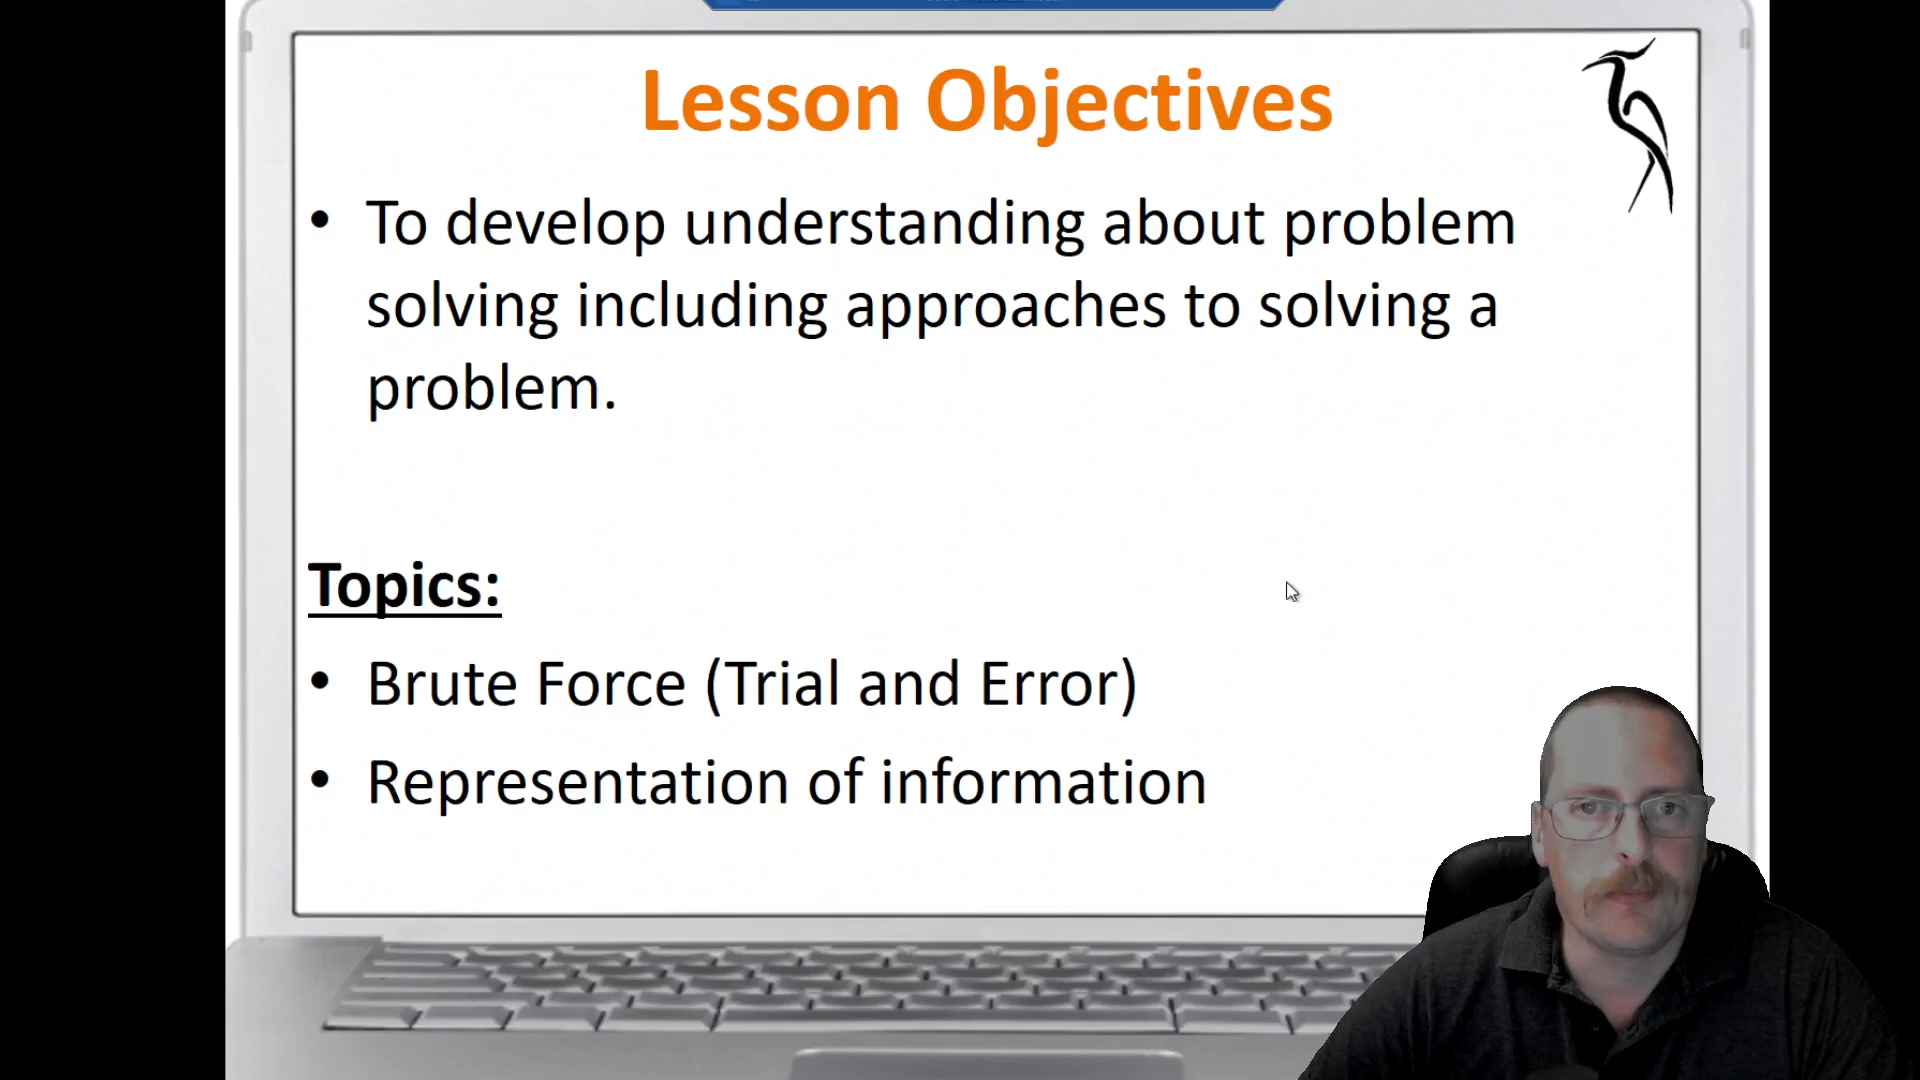 Lesson Objectives
• To develop understanding about problem
solving including approaches to solving a
problem.
Topics:
• Brute Force (Trial and Error)
• Representation of information